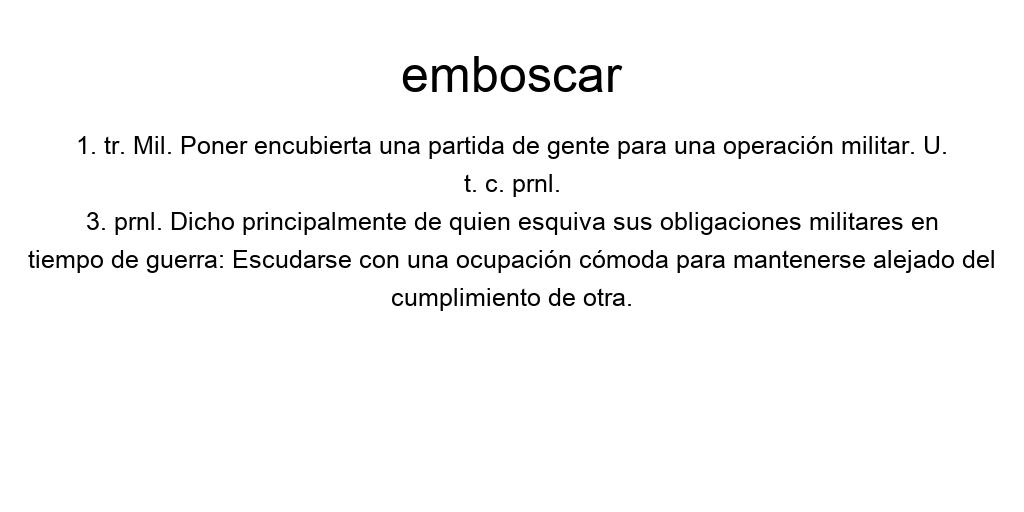 emboscar
1. tr. Mil. Poner encubierta una partida de gente para una operación militar. U.
t. c. prnl.
3. prnl. Dicho principalmente de quien esquiva sus obligaciones militares en
tiempo de guerra: Escudarse con una ocupación cómoda para mantenerse alejado del
cumplimiento de otra.